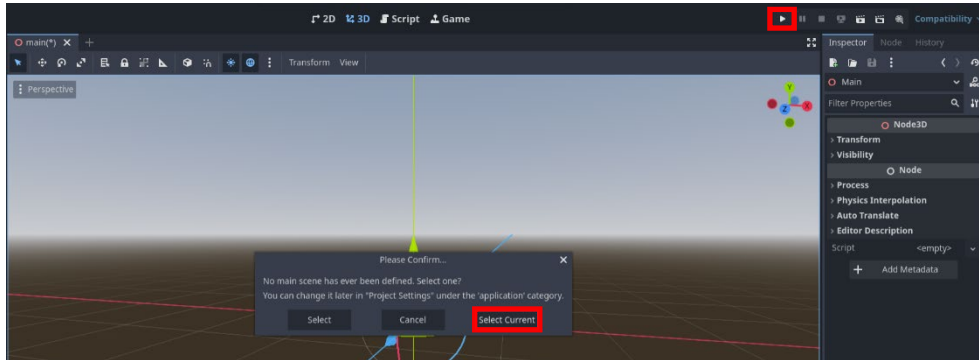 2D 3D Script Game
Compatibility
main(*)
Inspector Node History
Transform View
Perspective
Y
X
Z
Main
Filter Properties
Node3D
Transform
Visibility
Node
Process
Physics Interpolation
Auto Translate
Editor Description
Script <empty>
Add Metadata
Please Confirm...
No main scene has ever been defined. Select one?
You can change it later in "Project Settings" under the 'application' category.
Select Cancel Select Current